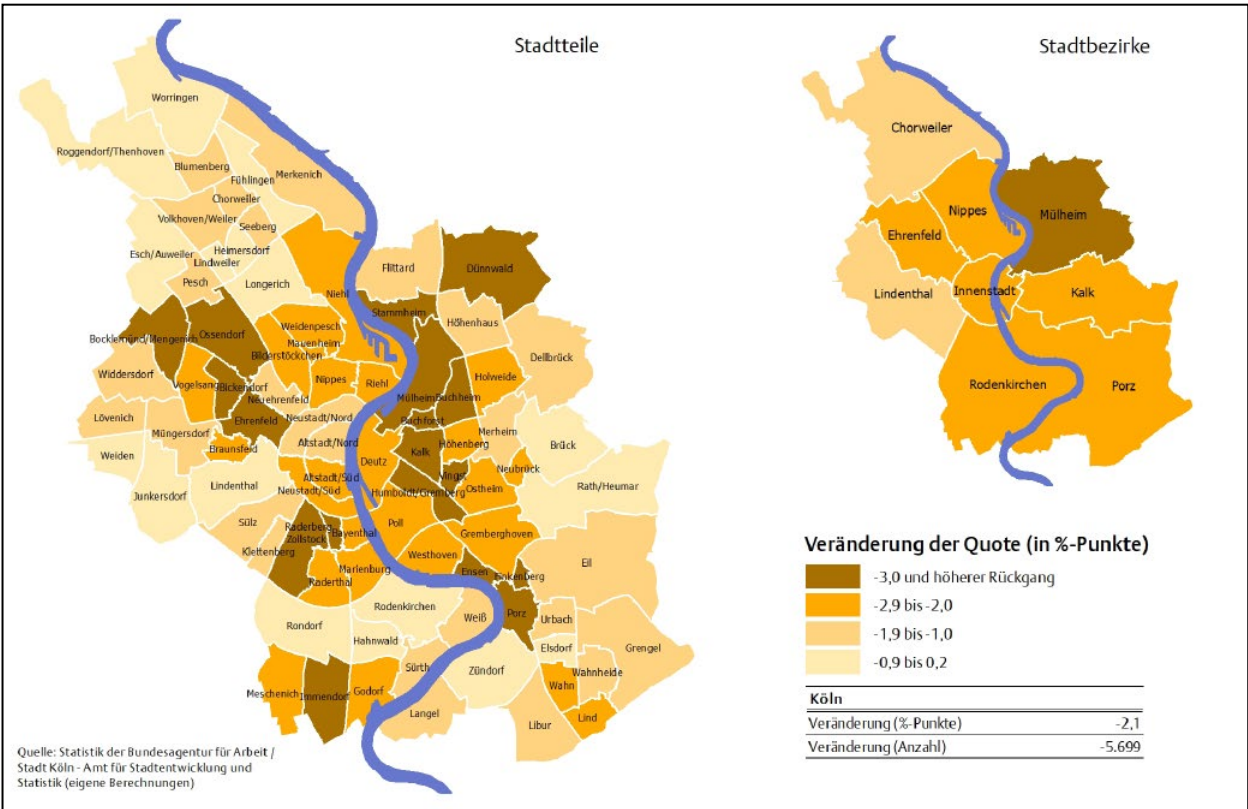 Stadtteile
Stadtbezirke
Worringen
Roggendorf/Thenhoven
Blumenberg
Fühlingen
Merkenich
Chorweiler
Volkhoven/Weiler
Seeberg
Esch/Auweiler
Heimersdorf
Lindweiler
Pesch
Longerich
Niehl
Flittard
Dünnwald
Stammheim
Höhenhaus
Bocklemünd/Mengenich
Ossendorf
Weidenpesch
Mauenheim
Bilderstöckchen
Dellbrück
Widdersdorf
Vogelsang
Bickendorf
Nippes
Riehl
Holweide
Neuehrenfeld
Mülheim
Buchheim
Lövenich
Ehrenfeld
Neustadt/Nord
Buchforst
Müngersdorf
Altstadt/Nord
Merheim
Braunsfeld
Kalk
Höhenberg
Brück
Weiden
Deutz
Neubrück
Junkersdorf
Lindenthal
Altstadt/Süd
Vingst
Neustadt/Süd
Humboldt/Gremberg
Ostheim
Rath/Heumar
Sülz
Raderberg
Zollstock
Bayenthal
Poll
Gremberghoven
Klettenberg
Westhoven
Eil
Marienburg
Raderthal
Ensen
Finkenberg
Rodenkirchen
Porz
Rondorf
Weiß
Urbach
Hahnwald
Elsdorf
Grengel
Sürth
Zündorf
Wahnheide
Meschenich
Immendorf
Godorf
Wahn
Langel
Libur
Lind
Chorweiler
Nippes
Mülheim
Ehrenfeld
Innenstadt
Kalk
Lindenthal
Rodenkirchen
Porz
Veränderung der Quote (in %-Punkte)
-3,0 und höherer Rückgang
-2,9 bis -2,0
-1,9 bis -1,0
-0,9 bis 0,2
Köln
Veränderung (%-Punkte) -2,1
Veränderung (Anzahl) -5.699
Quelle: Statistik der Bundesagentur für Arbeit /
Stadt Köln - Amt für Stadtentwicklung und
Statistik (eigene Berechnungen)